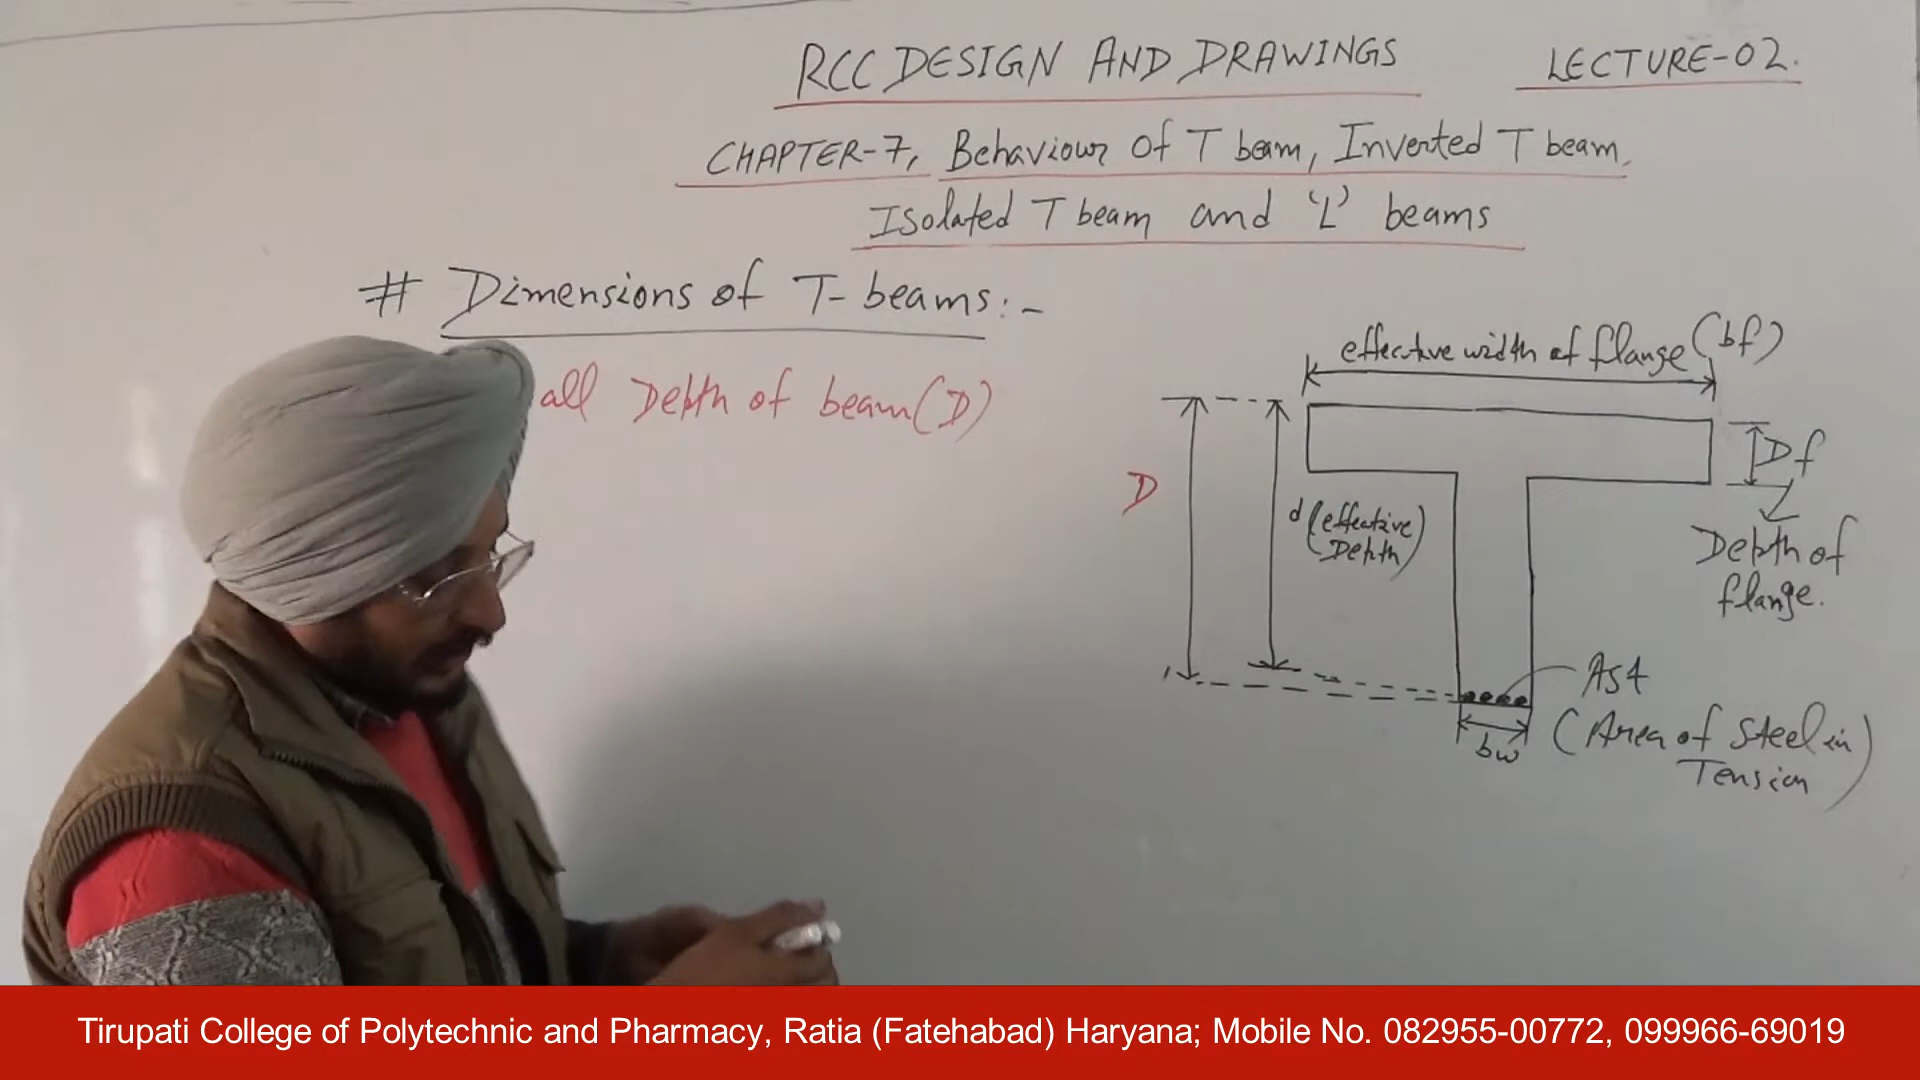 RCC DESIGN AND DRAWINGS LECTURE-02.
CHAPTER-7, Behaviour Of T beam, Inverted T beam,
Isolated T beam and 'L' beams
# Dimensions of T-beams:-
all Depth of beam (D)
effective width of flange (bf)
D
d (effective Depth)
Df
Depth of flange.
Ast
(Area of Steel in Tension)
bw
Tirupati College of Polytechnic and Pharmacy, Ratia (Fatehabad) Haryana; Mobile No. 082955-00772, 099966-69019